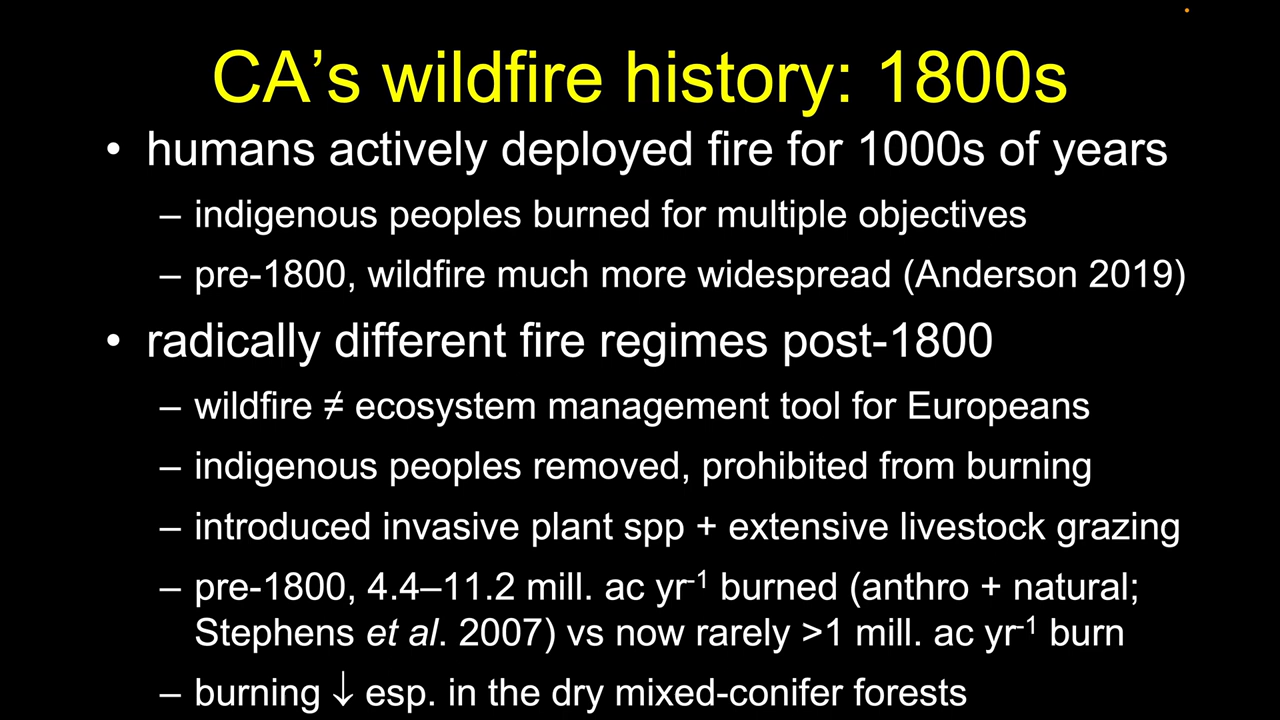 CA’s wildfire history: 1800s
• humans actively deployed fire for 1000s of years
– indigenous peoples burned for multiple objectives
– pre-1800, wildfire much more widespread (Anderson 2019)
• radically different fire regimes post-1800
– wildfire ≠ ecosystem management tool for Europeans
– indigenous peoples removed, prohibited from burning
– introduced invasive plant spp + extensive livestock grazing
– pre-1800, 4.4–11.2 mill. ac yr⁻¹ burned (anthro + natural;
Stephens et al. 2007) vs now rarely >1 mill. ac yr⁻¹ burn
– burning ↓ esp. in the dry mixed-conifer forests